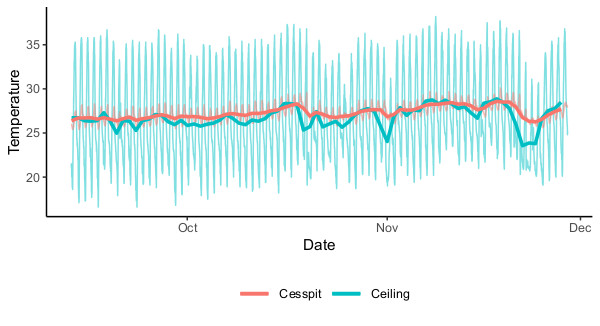 Temperature
35
30
25
20
Oct
Nov
Dec
Date
Cesspit
Ceiling